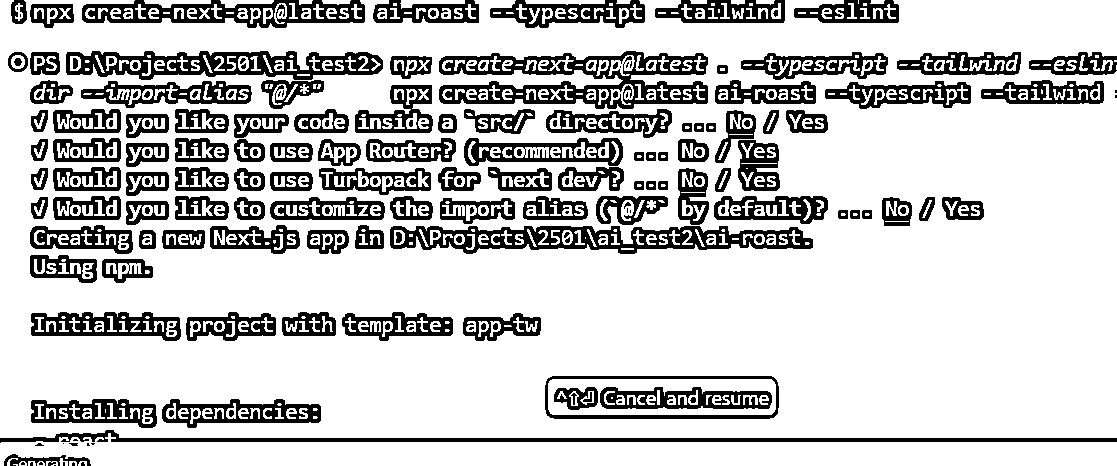 $ npx create-next-app@latest ai-roast --typescript --tailwind --eslint
PS D:\Projects\2501\ai_test2> npx create-next-app@latest . --typescript --tailwind --eslin
dir --import-alias "@/*" npx create-next-app@latest ai-roast --typescript --tailwind
√ Would you like your code inside a `src/` directory? ... No / Yes
√ Would you like to use App Router? (recommended) ... No / Yes
√ Would you like to use Turbopack for `next dev`? ... No / Yes
√ Would you like to customize the import alias (`@/*` by default)? ... No / Yes
Creating a new Next.js app in D:\Projects\2501\ai_test2\ai-roast.
Using npm.
Initializing project with template: app-tw
^⇧⏎ Cancel and resume
Installing dependencies:
- react
Generating